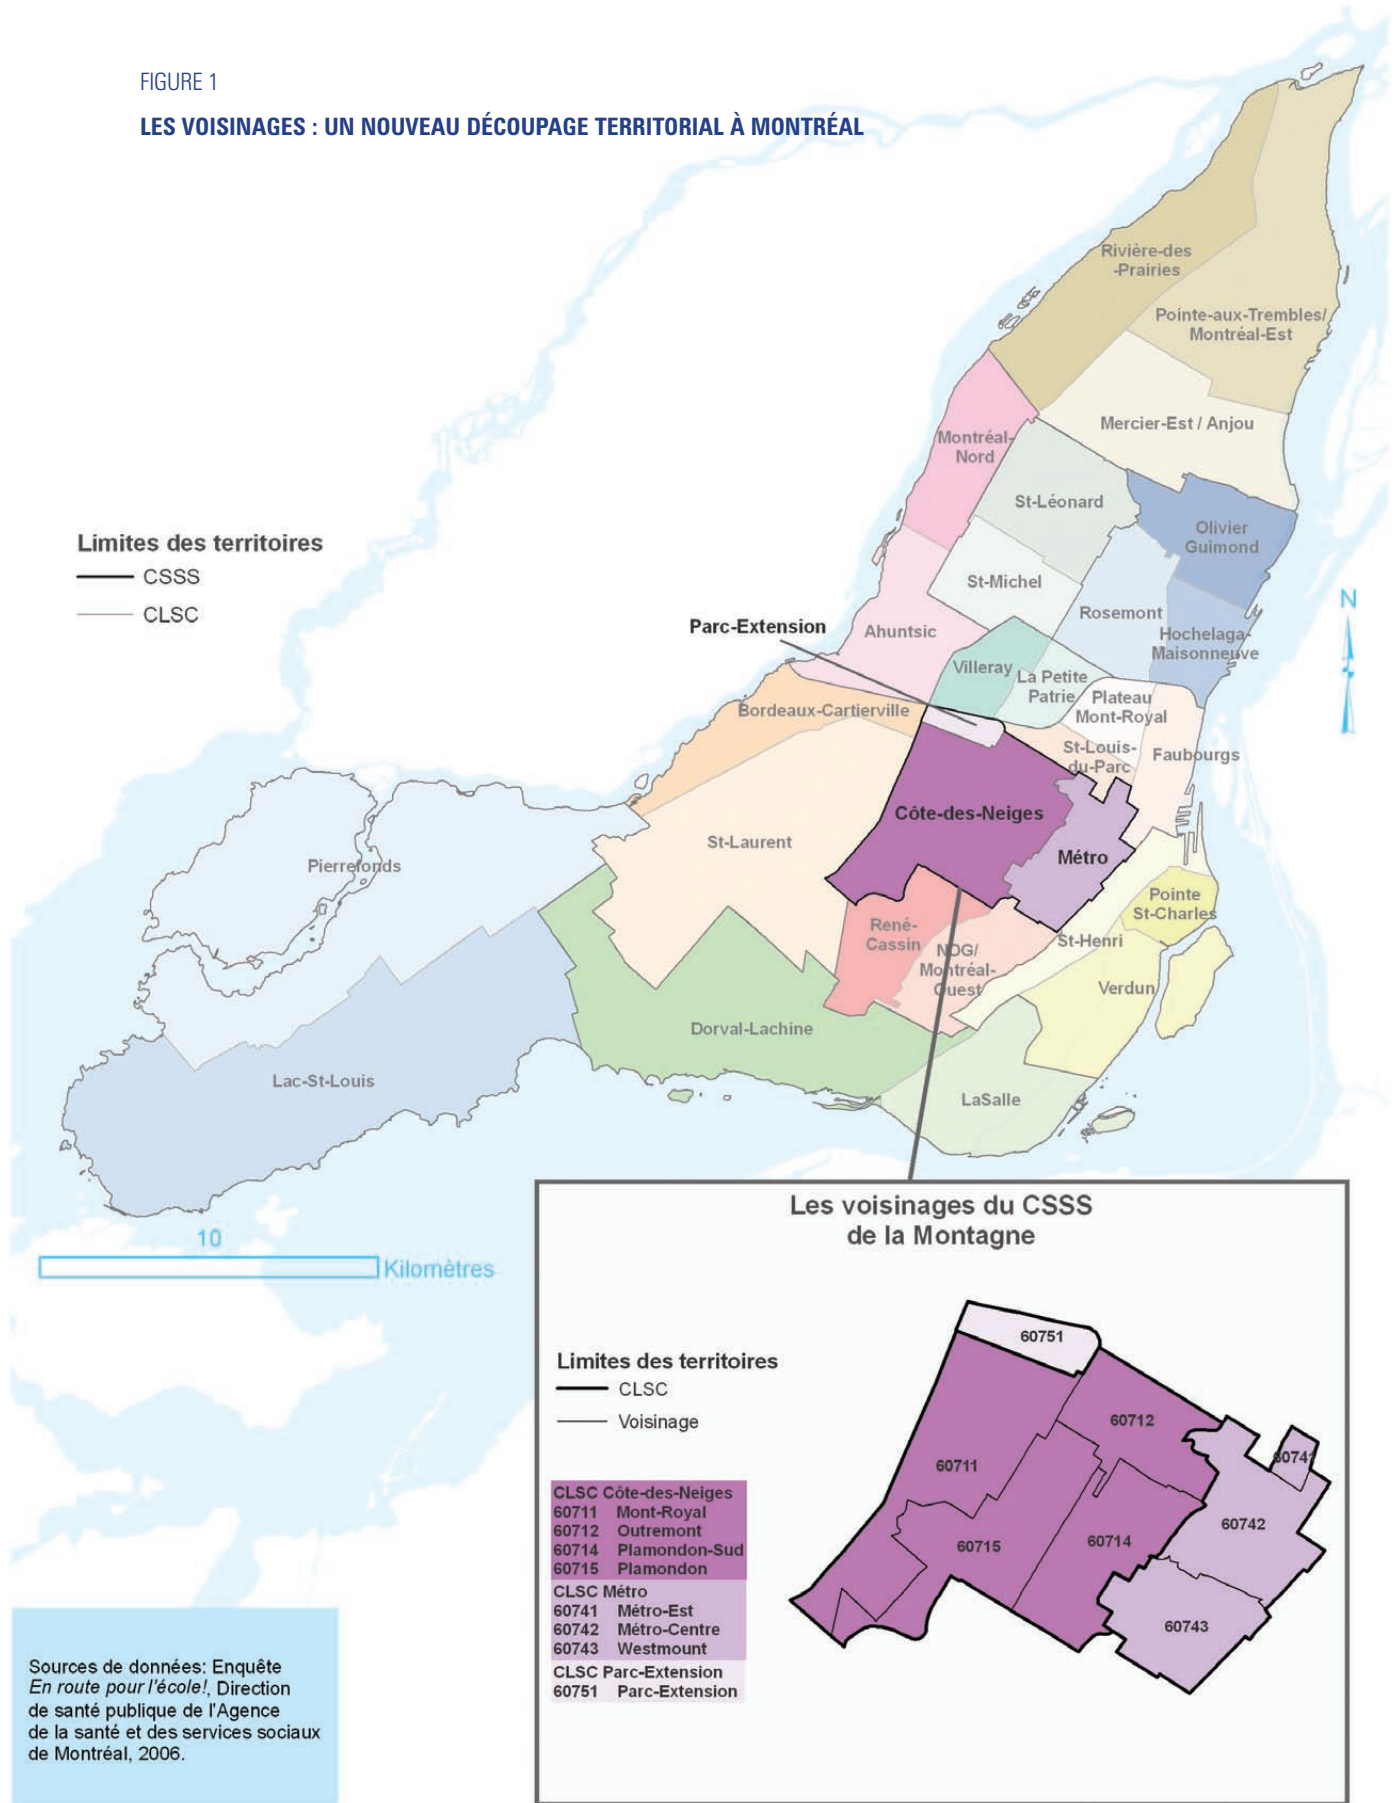 FIGURE 1
LES VOISINAGES : UN NOUVEAU DÉCOUPAGE TERRITORIAL À MONTRÉAL
Rivière-des
-Prairies
Pointe-aux-Trembles/
Montréal-Est
Mercier-Est / Anjou
Montréal-
Nord
St-Léonard
Olivier
Guimond
Limites des territoires
CSSS
CLSC
St-Michel
N
Rosemont
Parc-Extension
Ahuntsic
Hochelaga-
Maisonneuve
Villeray
La Petite
Patrie
Plateau
Mont-Royal
Bordeaux-Cartierville
St-Louis-
du-Parc
Faubourgs
Côte-des-Neiges
St-Laurent
Métro
Pierrefonds
Pointe
St-Charles
René-
Cassin
NDG/
Montréal-
Ouest
St-Henri
Verdun
Dorval-Lachine
Lac-St-Louis
LaSalle
10
Kilomètres
Les voisinages du CSSS
de la Montagne
60751
Limites des territoires
CLSC
Voisinage
60712
60711
60741
60742
60715
60714
60743
CLSC Côte-des-Neiges
60711 Mont-Royal
60712 Outremont
60714 Plamondon-Sud
60715 Plamondon
CLSC Métro
60741 Métro-Est
60742 Métro-Centre
60743 Westmount
CLSC Parc-Extension
60751 Parc-Extension
Sources de données: Enquête
En route pour l'école!, Direction
de santé publique de l'Agence
de la santé et des services sociaux
de Montréal, 2006.